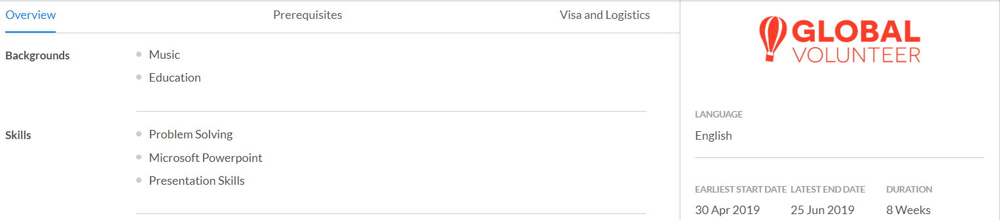 Overview
Prerequisites
Visa and Logistics
Backgrounds
Music
Education
Skills
Problem Solving
Microsoft Powerpoint
Presentation Skills
GLOBAL
VOLUNTEER
LANGUAGE
English
EARLIEST START DATE LATEST END DATE DURATION
30 Apr 2019 25 Jun 2019 8 Weeks